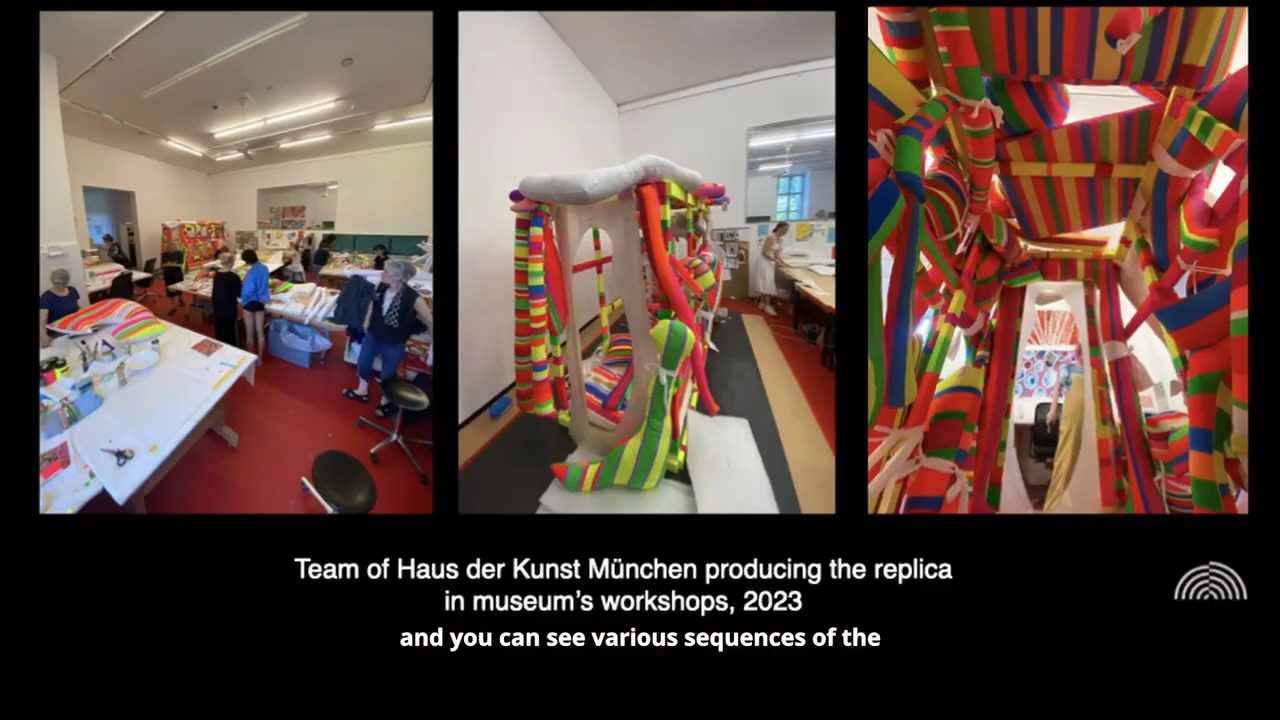 Team of Haus der Kunst München producing the replica
in museum's workshops, 2023
and you can see various sequences of the